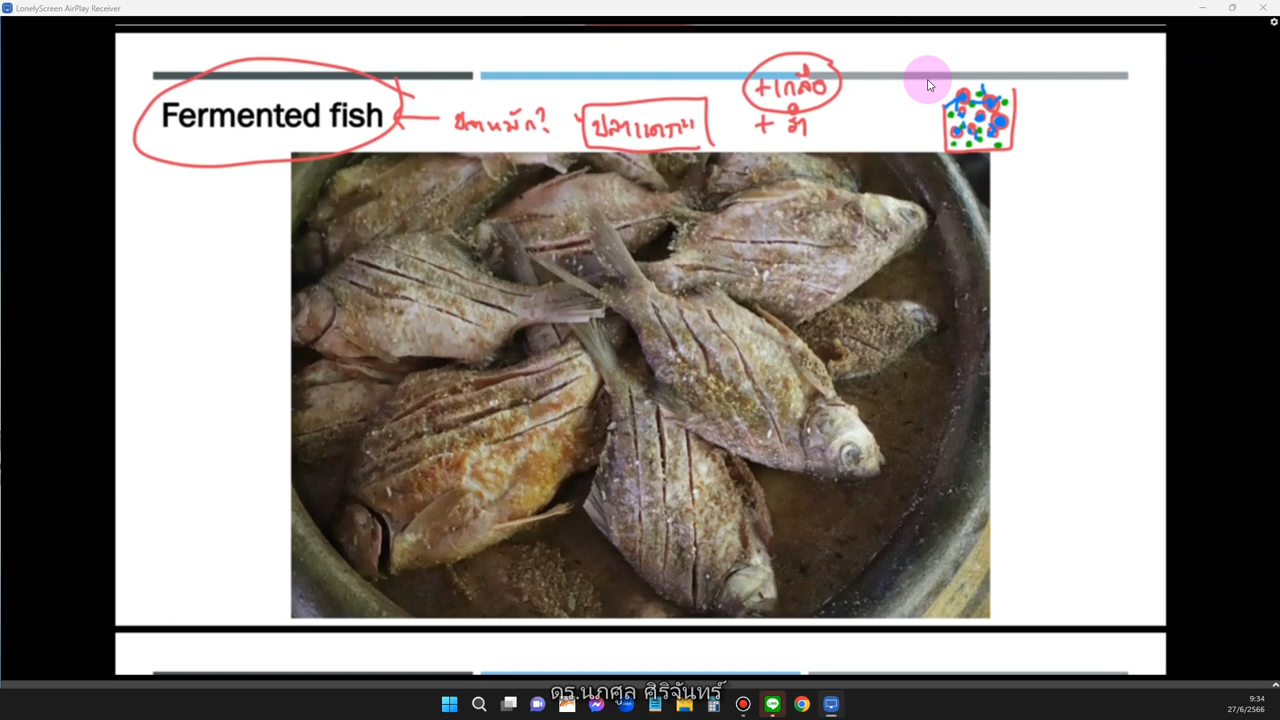 LonelyScreen AirPlay Receiver
+เกลือ
Fermented fish
ปลาหมัก? ปลาแดก
+ รำ
ดร.นภศูล ศิริจันทร์
9:34
27/6/2566